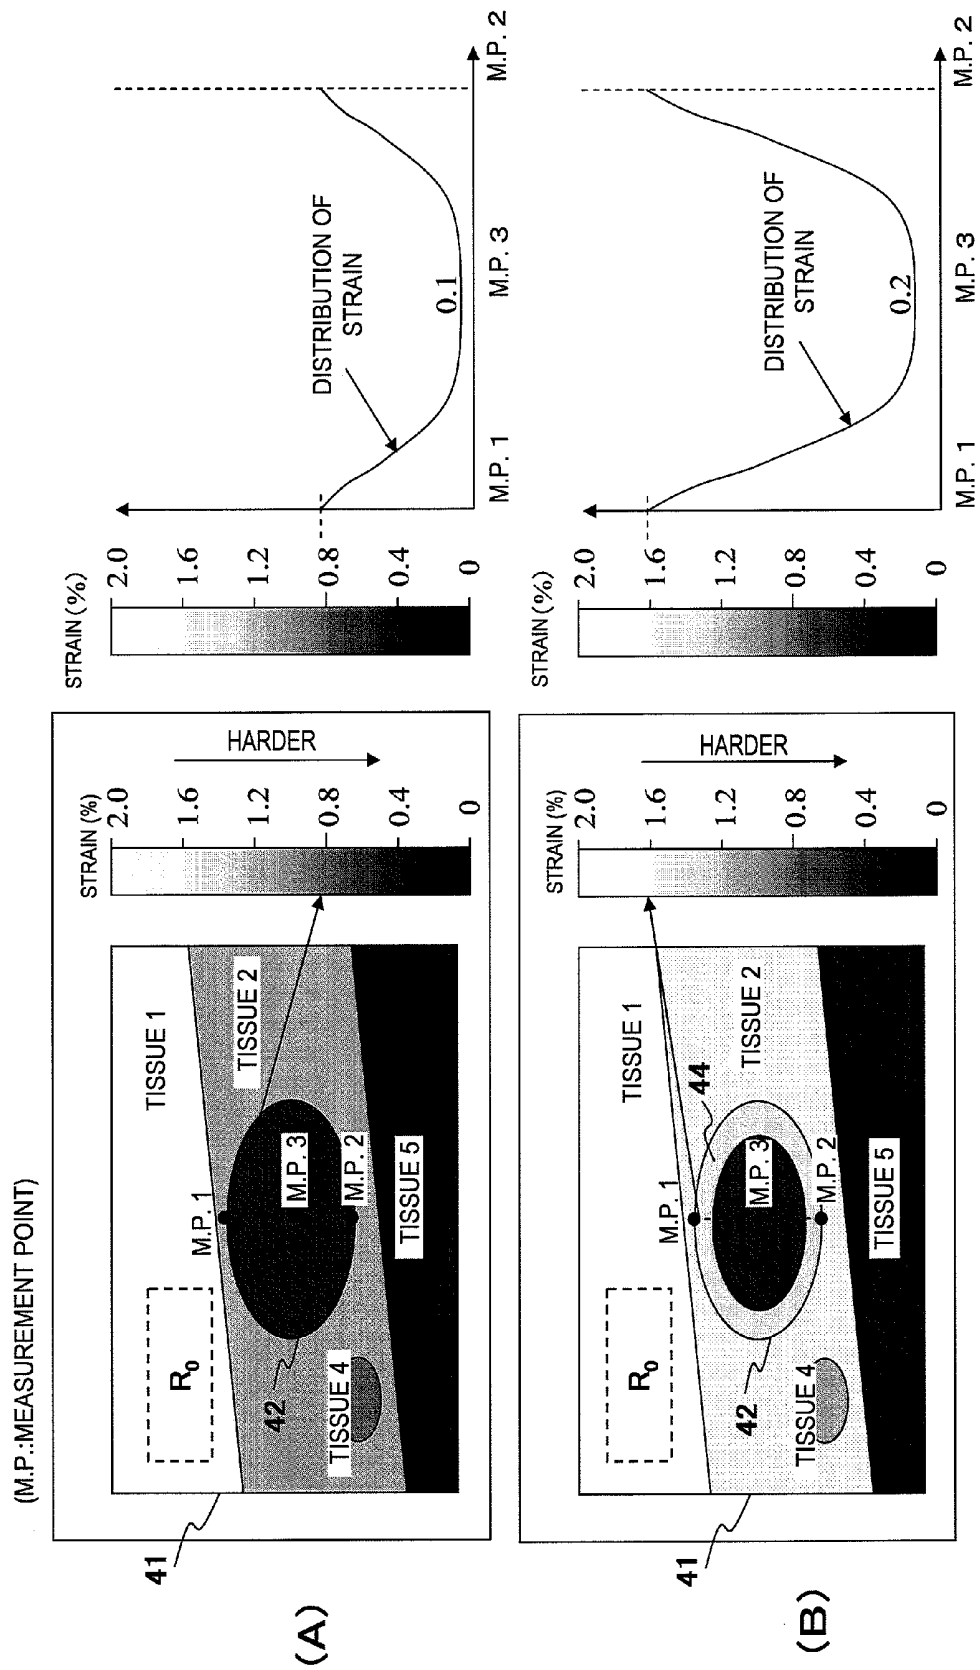 (M.P.:MEASUREMENT POINT)
(A)
41
R₀
M.P. 1
TISSUE 1
42
TISSUE 2
M.P. 3
M.P. 2
TISSUE 4
TISSUE 5
STRAIN (%)
2.0
1.6
1.2
0.8
0.4
0
HARDER
STRAIN (%)
2.0
1.6
1.2
0.8
0.4
0
DISTRIBUTION OF
STRAIN
0.1
M.P. 1
M.P. 3
M.P. 2
(B)
41
R₀
M.P. 1
TISSUE 1
44
42
TISSUE 2
M.P. 3
M.P. 2
TISSUE 4
TISSUE 5
STRAIN (%)
2.0
1.6
1.2
0.8
0.4
0
HARDER
STRAIN (%)
2.0
1.6
1.2
0.8
0.4
0
DISTRIBUTION OF
STRAIN
0.2
M.P. 1
M.P. 3
M.P. 2